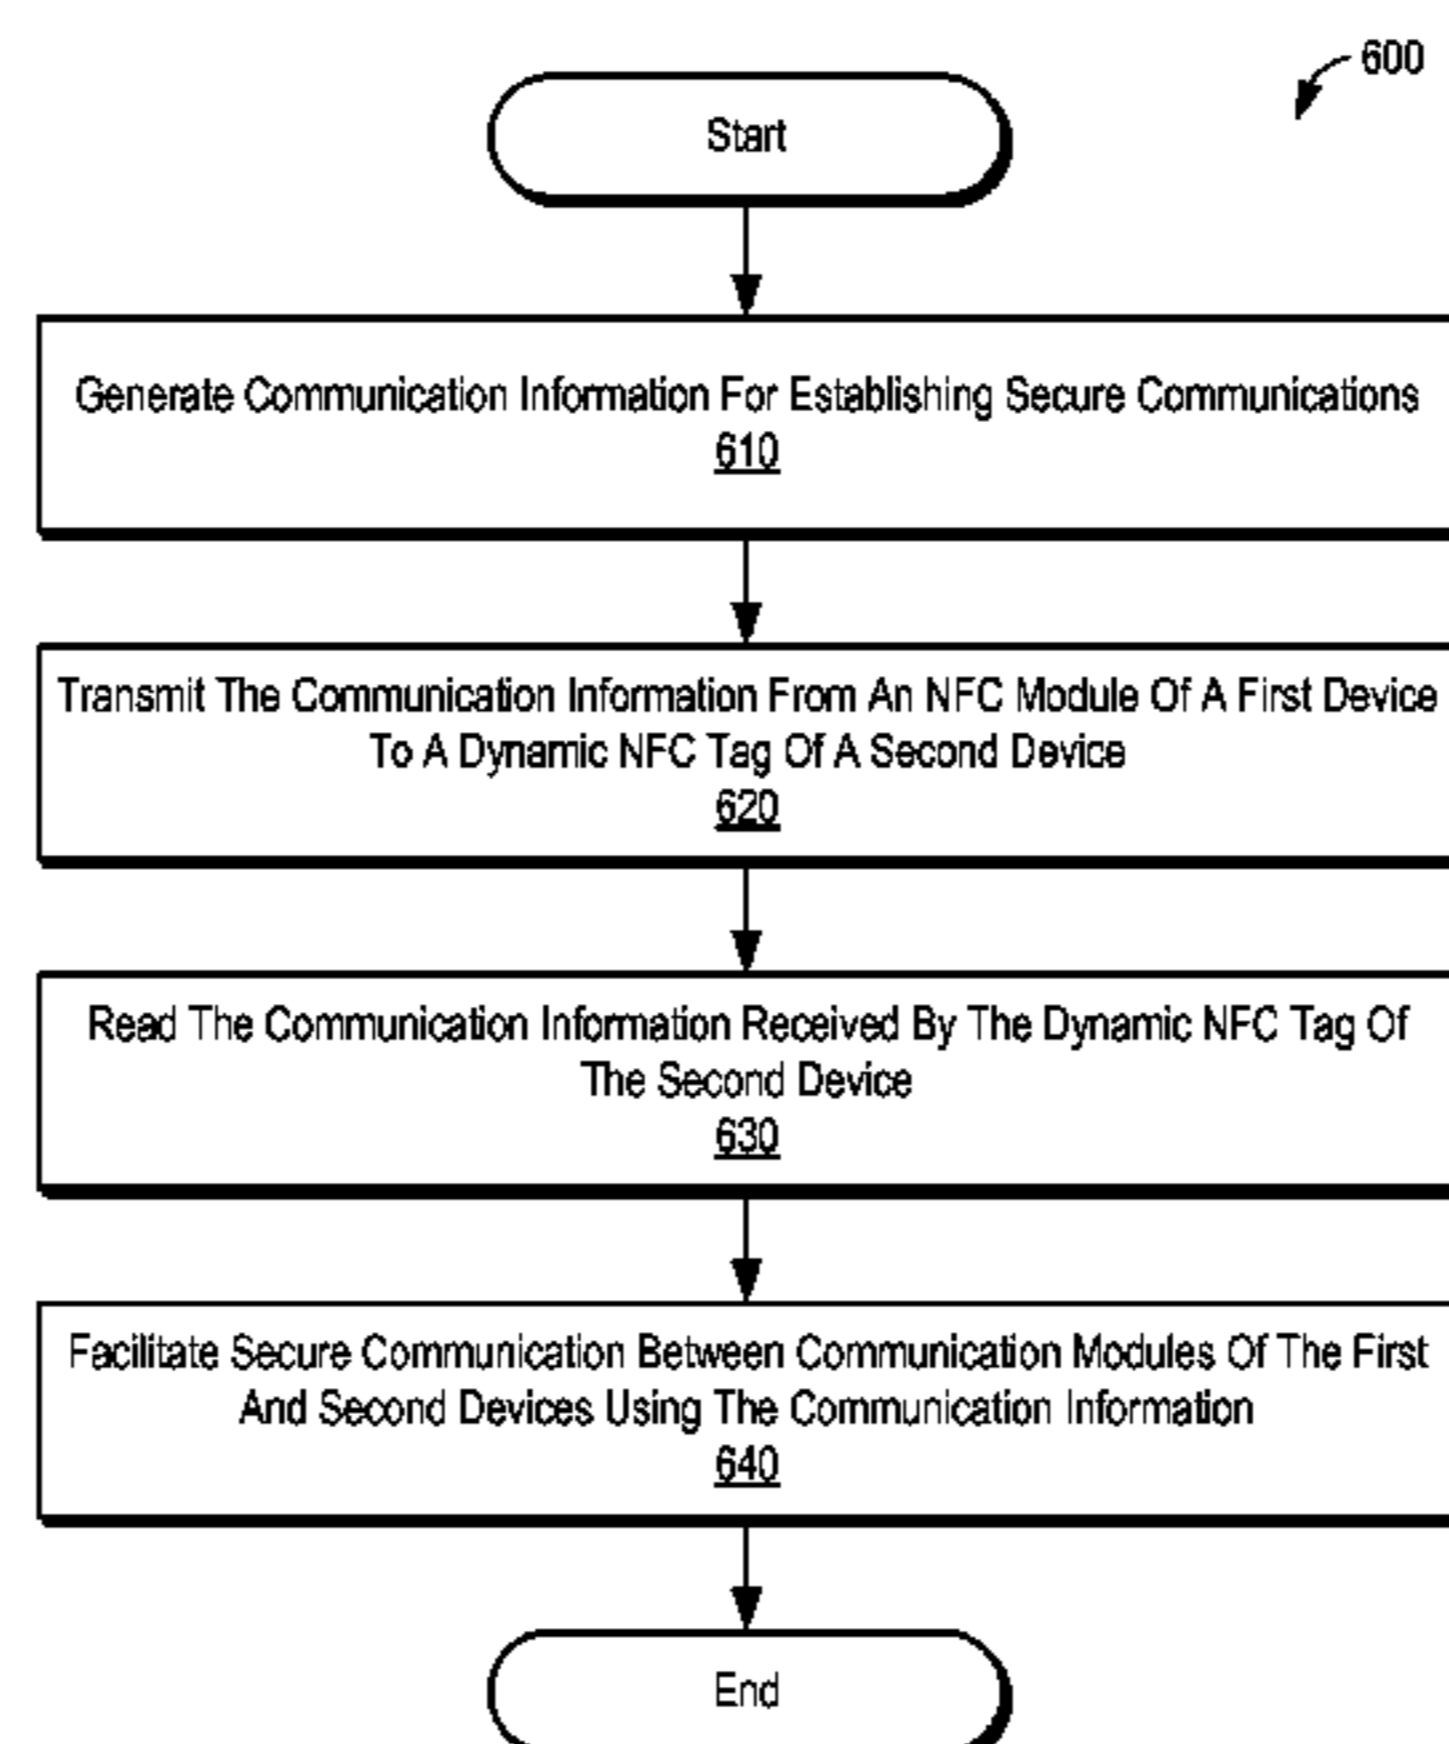 600
Start
Generate Communication Information For Establishing Secure Communications
610
Transmit The Communication Information From An NFC Module Of A First Device
To A Dynamic NFC Tag Of A Second Device
620
Read The Communication Information Received By The Dynamic NFC Tag Of
The Second Device
630
Facilitate Secure Communication Between Communication Modules Of The First
And Second Devices Using The Communication Information
640
End